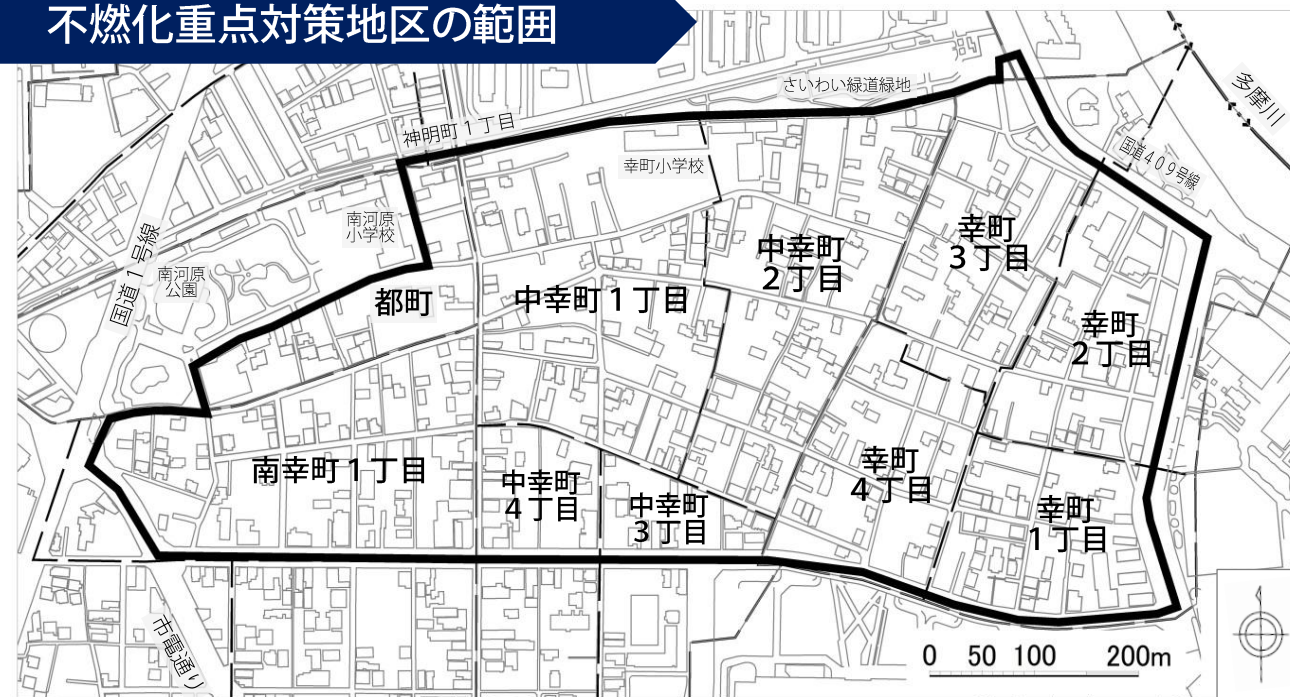 不燃化重点対策地区の範囲
さいわい緑道緑地
多摩川
神明町１丁目
国道４０９号線
幸町小学校
南河原
小学校
国道１号線
南河原
公園
都町
中幸町１丁目
中幸町
２丁目
幸町
３丁目
幸町
２丁目
南幸町１丁目
中幸町
４丁目
中幸町
３丁目
幸町
４丁目
幸町
１丁目
市電通り
0 50 100 200m